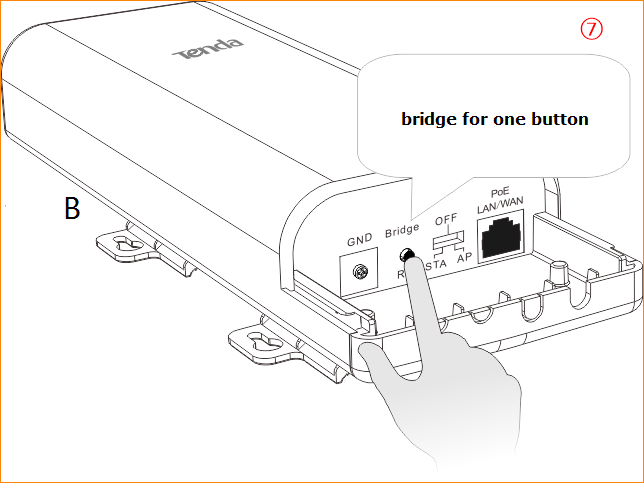 ⑦
Tenda
bridge for one button
B
PoE
LAN/WAN
OFF
Bridge
GND
STA
AP